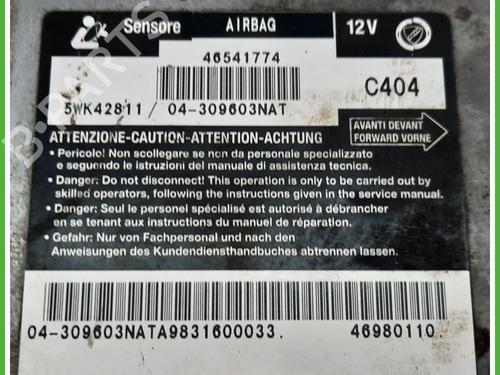 Sensore AIRBAG 12V
46541774
C404
5WK42811 / 04-309603NAT
ATTENZIONE-CAUTION-ATTENTION-ACHTUNG
AVANTI DEVANT
FORWARD VORNE
• Pericolo! Non scollegare se non da personale specializzato
e seguendo le istruzioni del manuale di assistenza tecnica.
• Danger: Do not disconnect! This operation is only to be carried out by
skilled operators, following the instructions given in the service manual.
• Danger: Seul le personel spécialisé est autorisé à débrancher
en se tenant aux instructions du manuel de réparation.
• Gefahr: Nur von Fachpersonal und nach den
Anweisungen des Kundendiensthandbuches abtrennen lassen.
04-309603NATA9831600033. 46980110.
B-PARTS